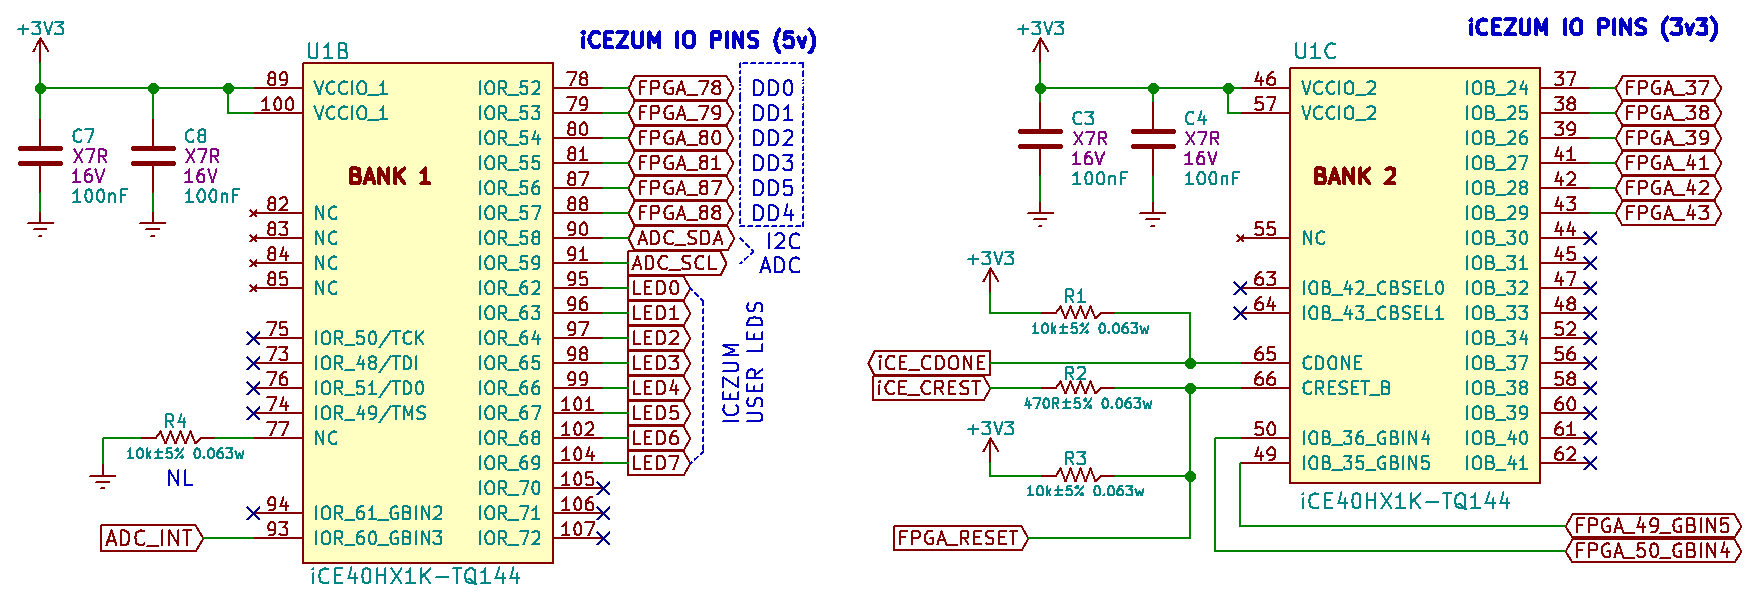 +3V3
iCEZUM IO PINS (5v)
U1B
89 VCCIO_1
100 VCCIO_1
C7
X7R
16V
100nF
C8
X7R
16V
100nF
BANK 1
82 NC
83 NC
84 NC
85 NC
75 IOR_50/TCK
73 IOR_48/TDI
76 IOR_51/TDO
74 IOR_49/TMS
77 NC
R4
10k±5% 0.063w
NL
94 IOR_61_GBIN2
93 IOR_60_GBIN3
ADC_INT
IOR_52 78 FPGA_78 DD0
IOR_53 79 FPGA_79 DD1
IOR_54 80 FPGA_80 DD2
IOR_55 81 FPGA_81 DD3
IOR_56 87 FPGA_87 DD5
IOR_57 88 FPGA_88 DD4
IOR_58 90 ADC_SDA
IOR_59 91 ADC_SCL
I2C
ADC
IOR_62 95 LED0
IOR_63 96 LED1
IOR_64 97 LED2
IOR_65 98 LED3
IOR_66 99 LED4
IOR_67 101 LED5
IOR_68 102 LED6
IOR_69 104 LED7
ICEZUM
USER LEDS
IOR_70 105
IOR_71 106
IOR_72 107
iCE40HX1K-TQ144
+3V3
iCEZUM IO PINS (3v3)
U1C
46 VCCIO_2
57 VCCIO_2
C3
X7R
16V
100nF
C4
X7R
16V
100nF
BANK 2
55 NC
63 IOB_42_CBSEL0
64 IOB_43_CBSEL1
+3V3
R1
10k±5% 0.063w
iCE_CDONE
65 CDONE
iCE_CREST
R2
470R±5% 0.063w
66 CRESET_B
+3V3
R3
10k±5% 0.063w
FPGA_RESET
50 IOB_36_GBIN4
49 IOB_35_GBIN5
IOB_24 37 FPGA_37
IOB_25 38 FPGA_38
IOB_26 39 FPGA_39
IOB_27 41 FPGA_41
IOB_28 42 FPGA_42
IOB_29 43 FPGA_43
IOB_30 44
IOB_31 45
IOB_32 47
IOB_33 48
IOB_34 52
IOB_37 56
IOB_38 58
IOB_39 60
IOB_40 61
IOB_41 62
iCE40HX1K-TQ144
FPGA_49_GBIN5
FPGA_50_GBIN4